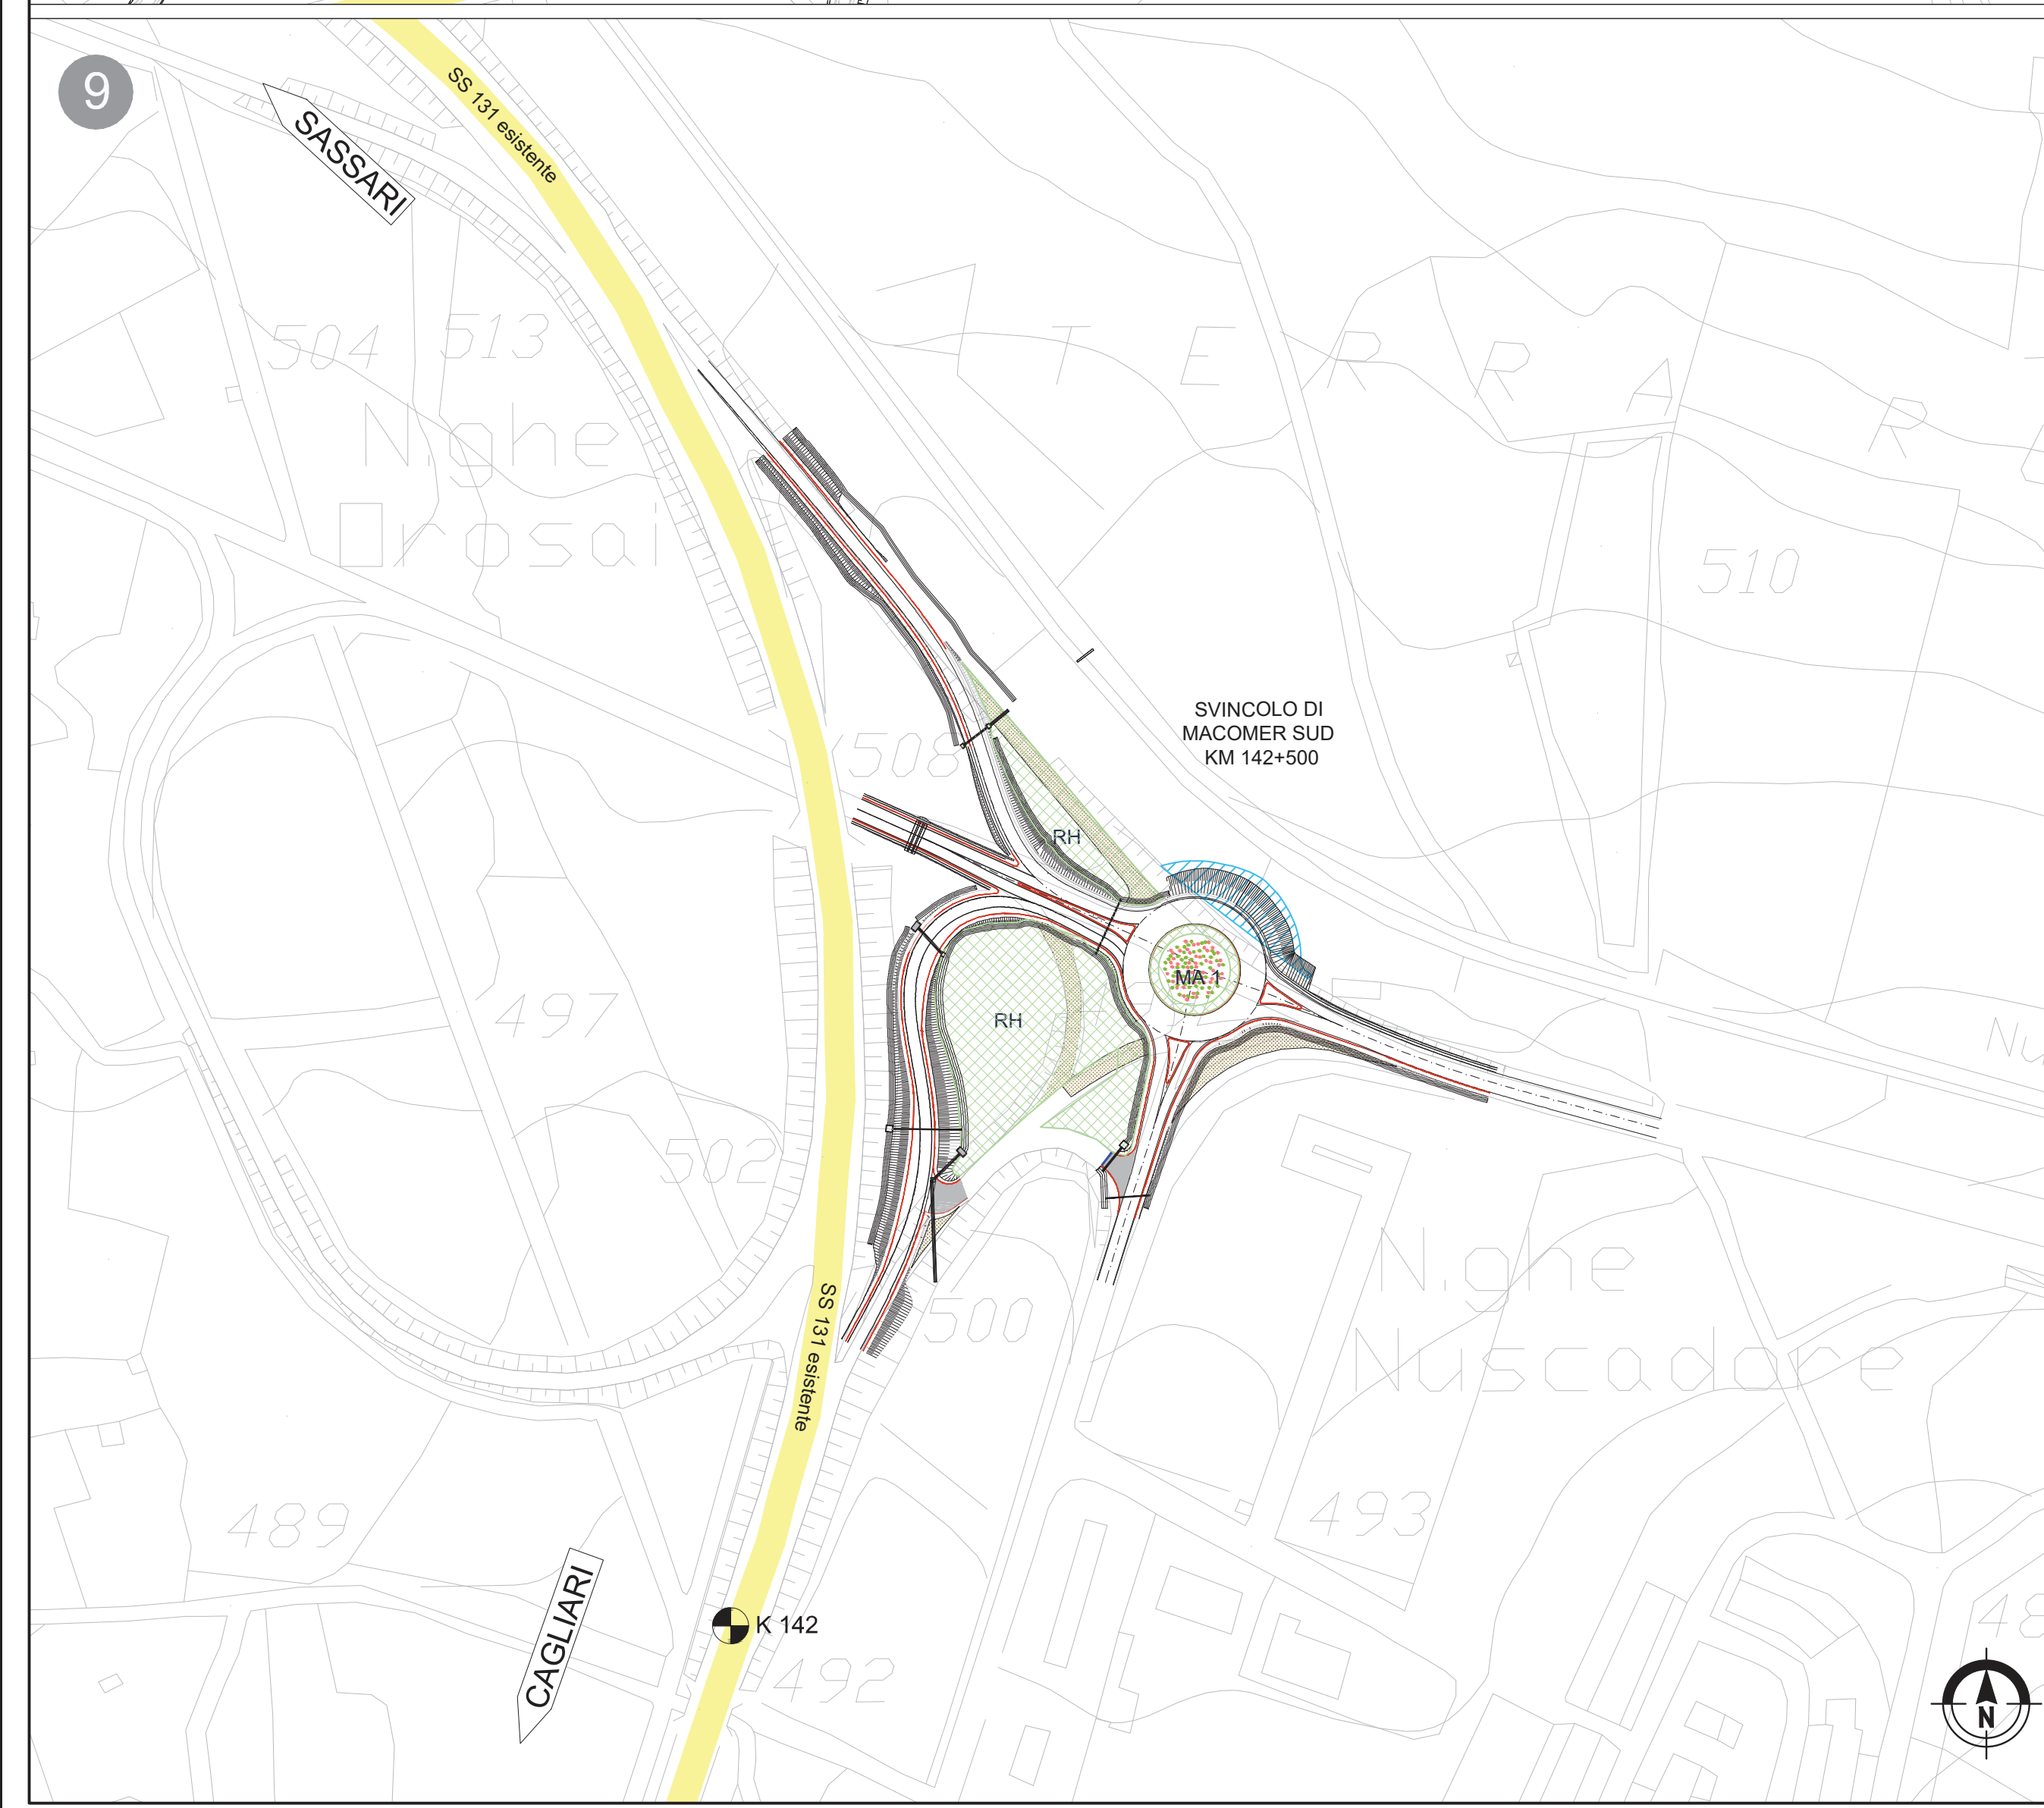 9
SS 131 esistente
SASSARI
504
513
N.ghe
Orosai
T E R R A R
510
SVINCOLO DI
MACOMER SUD
KM 142+500
508
RH
MA 1
RH
497
502
SS 131 esistente
500
N.ghe
Nuscadore
489
493
CAGLIARI
K 142
492
N